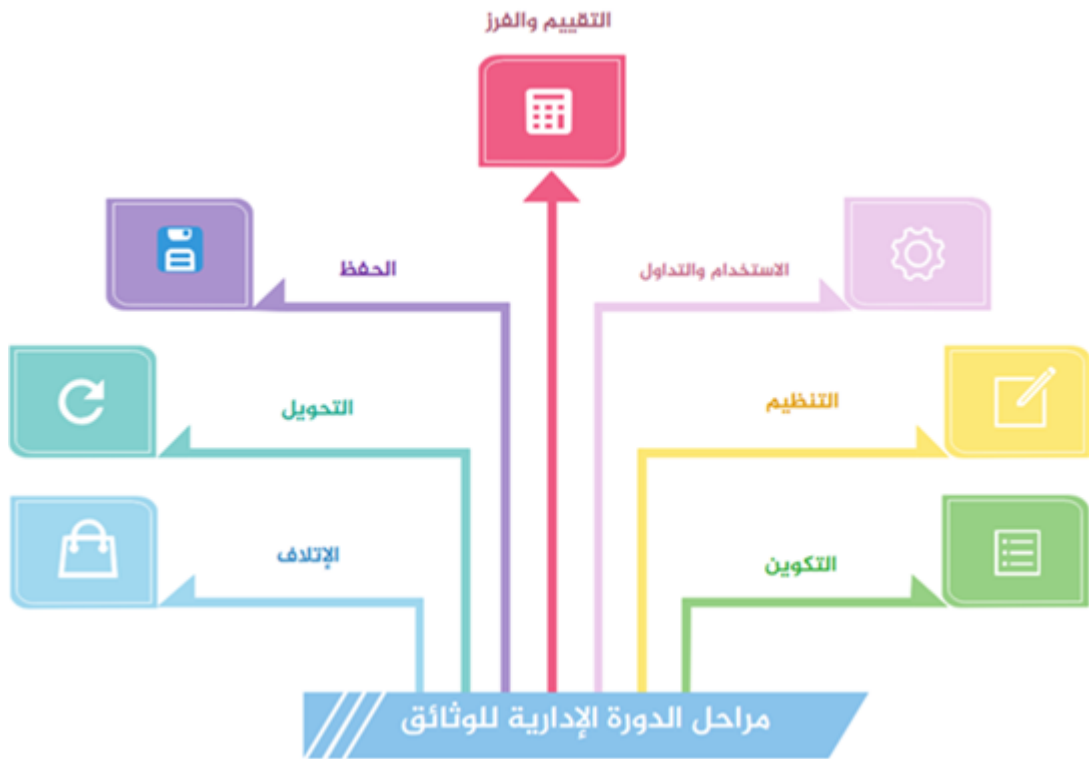 التقييم والفرز
الحفظ
الاستخدام والتداول
التحويل
التنظيم
الإتلاف
التكوين
مراحل الدورة الإدارية للوثائق